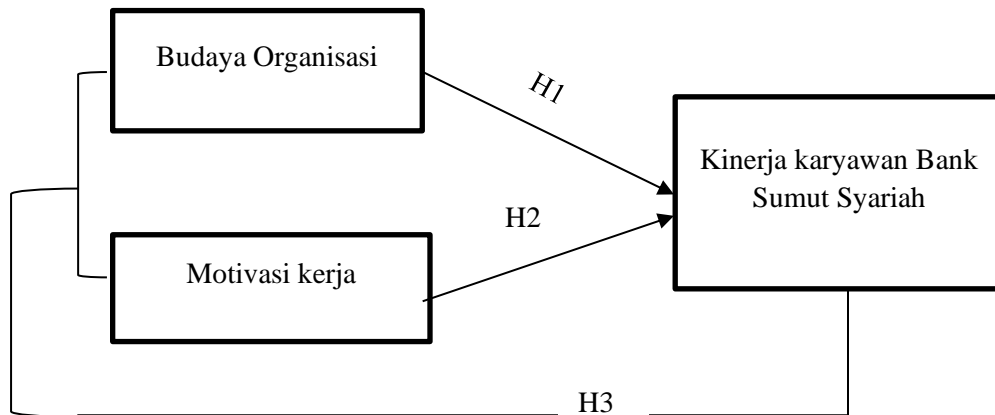 Budaya Organisasi
H1
Kinerja karyawan Bank
Sumut Syariah
H2
Motivasi kerja
H3